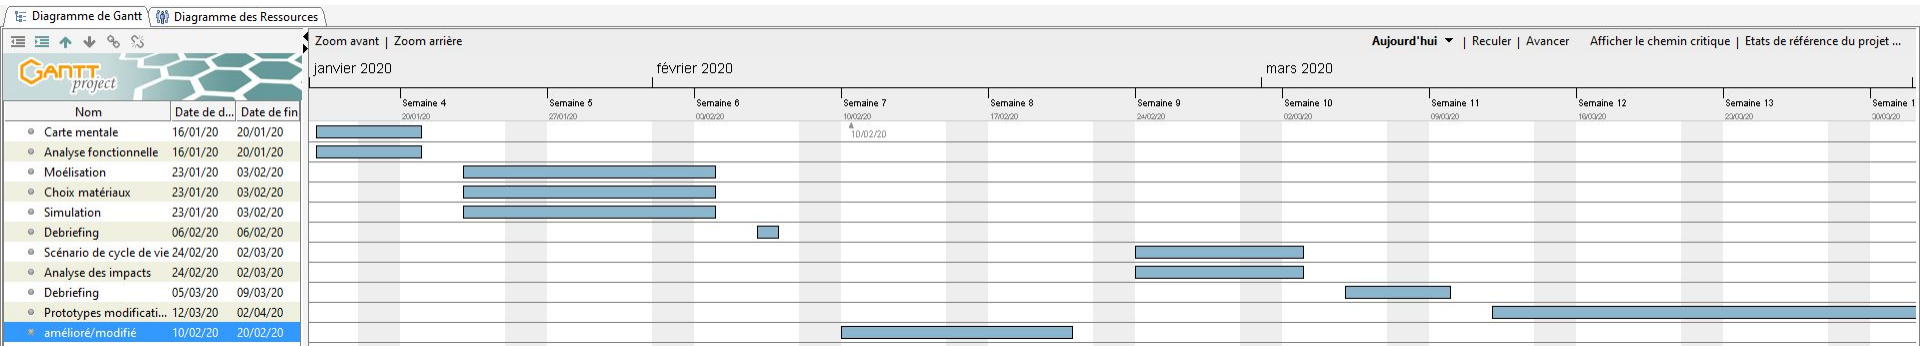 Diagramme de Gantt Diagramme des Ressources
Zoom avant | Zoom arrière Aujourd'hui | Reculer | Avancer Afficher le chemin critique | Etats de référence du projet ...
GANTT project
janvier 2020 février 2020 mars 2020
Semaine 4 Semaine 5 Semaine 6 Semaine 7 Semaine 8 Semaine 9 Semaine 10 Semaine 11 Semaine 12 Semaine 13 Semaine 1
20/01/20 27/01/20 03/02/20 10/02/20 17/02/20 24/02/20 02/03/20 09/03/20 16/03/20 23/03/20 30/03/20
Nom Date de d... Date de fin
Carte mentale 16/01/20 20/01/20
10/02/20
Analyse fonctionnelle 16/01/20 20/01/20
Moélisation 23/01/20 03/02/20
Choix matériaux 23/01/20 03/02/20
Simulation 23/01/20 03/02/20
Debriefing 06/02/20 06/02/20
Scénario de cycle de vie 24/02/20 02/03/20
Analyse des impacts 24/02/20 02/03/20
Debriefing 05/03/20 09/03/20
Prototypes modificati... 12/03/20 02/04/20
amélioré/modifié 10/02/20 20/02/20